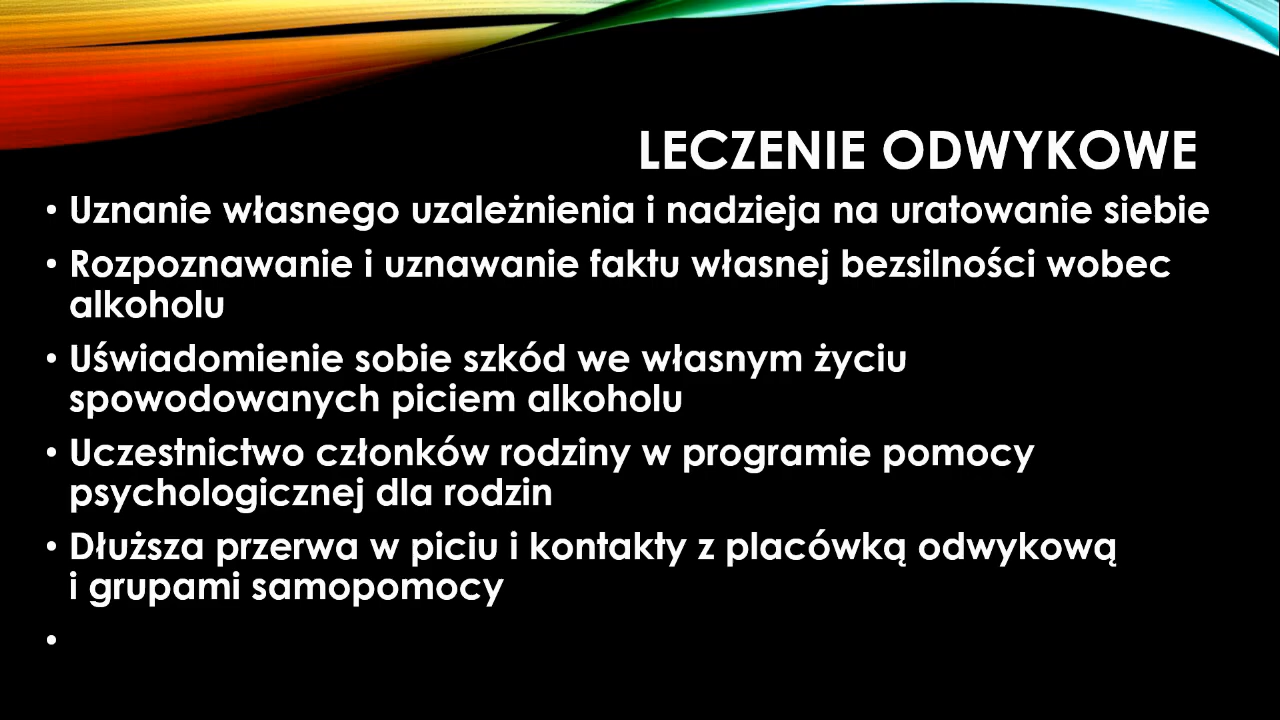 LECZENIE ODWYKOWE
• Uznanie własnego uzależnienia i nadzieja na uratowanie siebie
• Rozpoznawanie i uznawanie faktu własnej bezsilności wobec
alkoholu
• Uświadomienie sobie szkód we własnym życiu
spowodowanych piciem alkoholu
• Uczestnictwo członków rodziny w programie pomocy
psychologicznej dla rodzin
• Dłuższa przerwa w piciu i kontakty z placówką odwykową
i grupami samopomocy
•